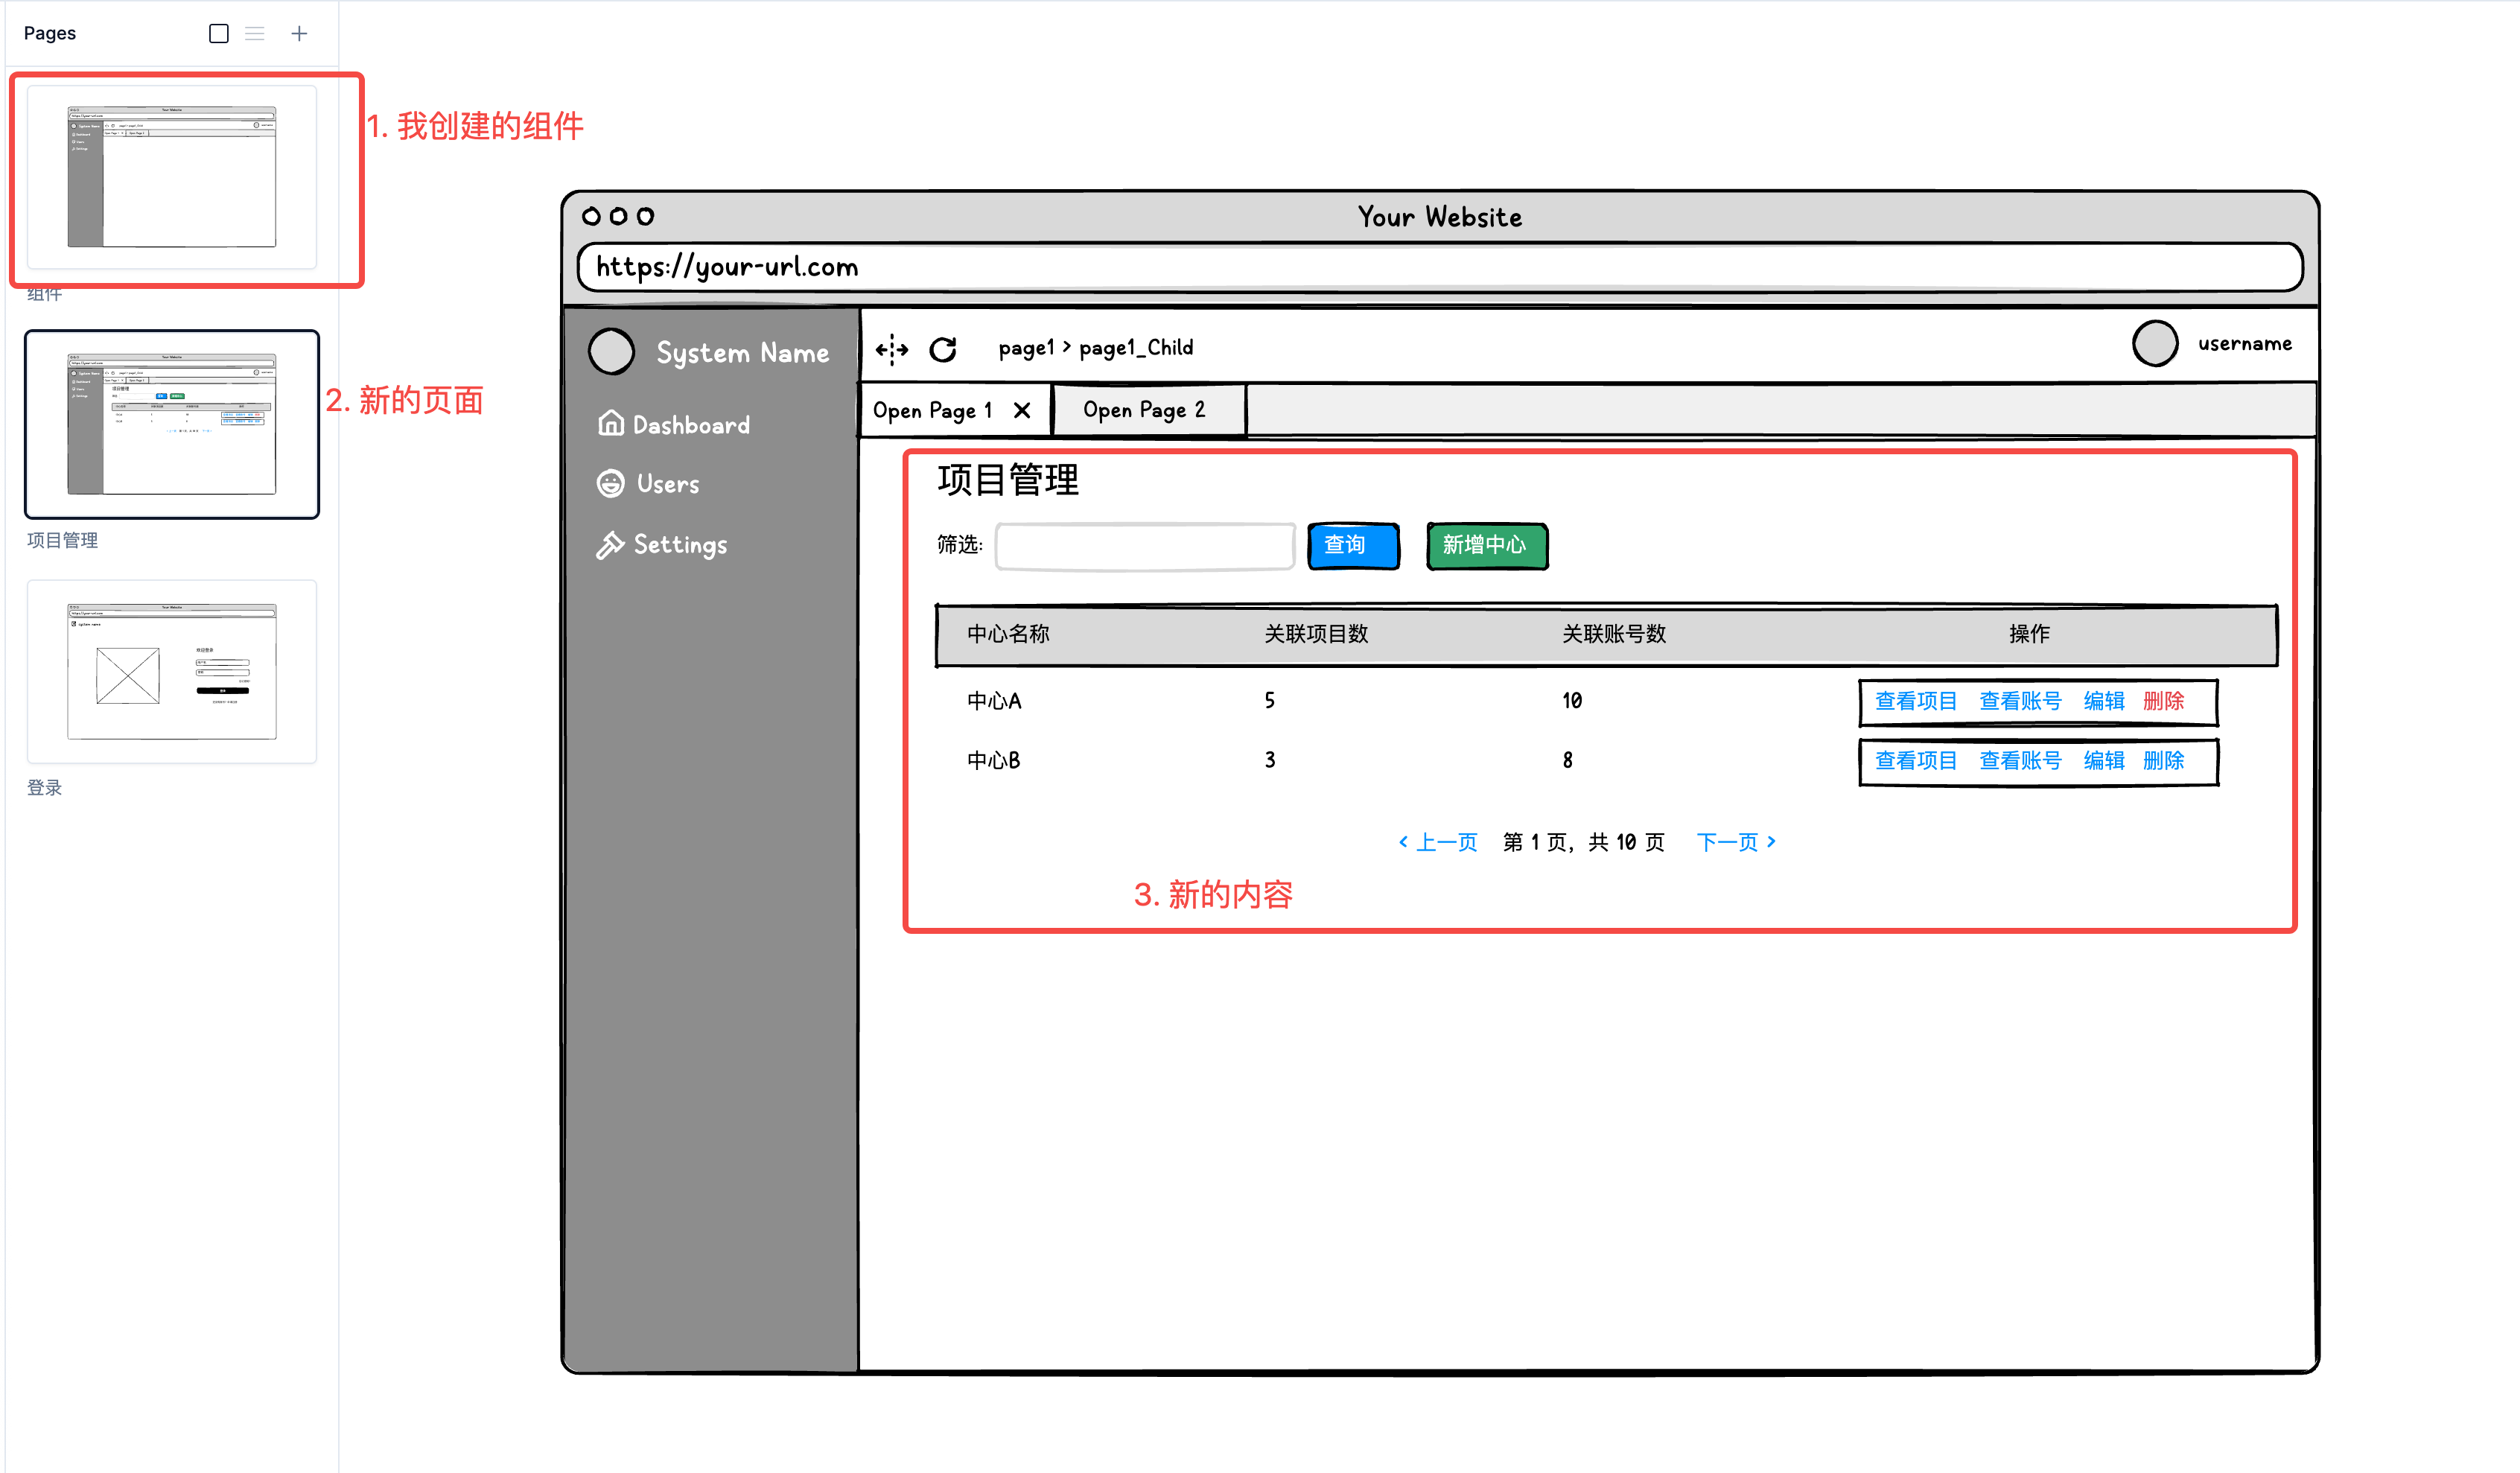 Pages
1. 我创建的组件
组件
2. 新的页面
项目管理
登录
Your Website
https://your-url.com
System Name
page1 > page1_Child
username
Dashboard
Users
Settings
Open Page 1
Open Page 2
项目管理
筛选:
查询
新增中心
中心名称 关联项目数 关联账号数 操作
中心A 5 10 查看项目 查看账号 编辑 删除
中心B 3 8 查看项目 查看账号 编辑 删除
< 上一页 第 1 页，共 10 页 下一页 >
3. 新的内容